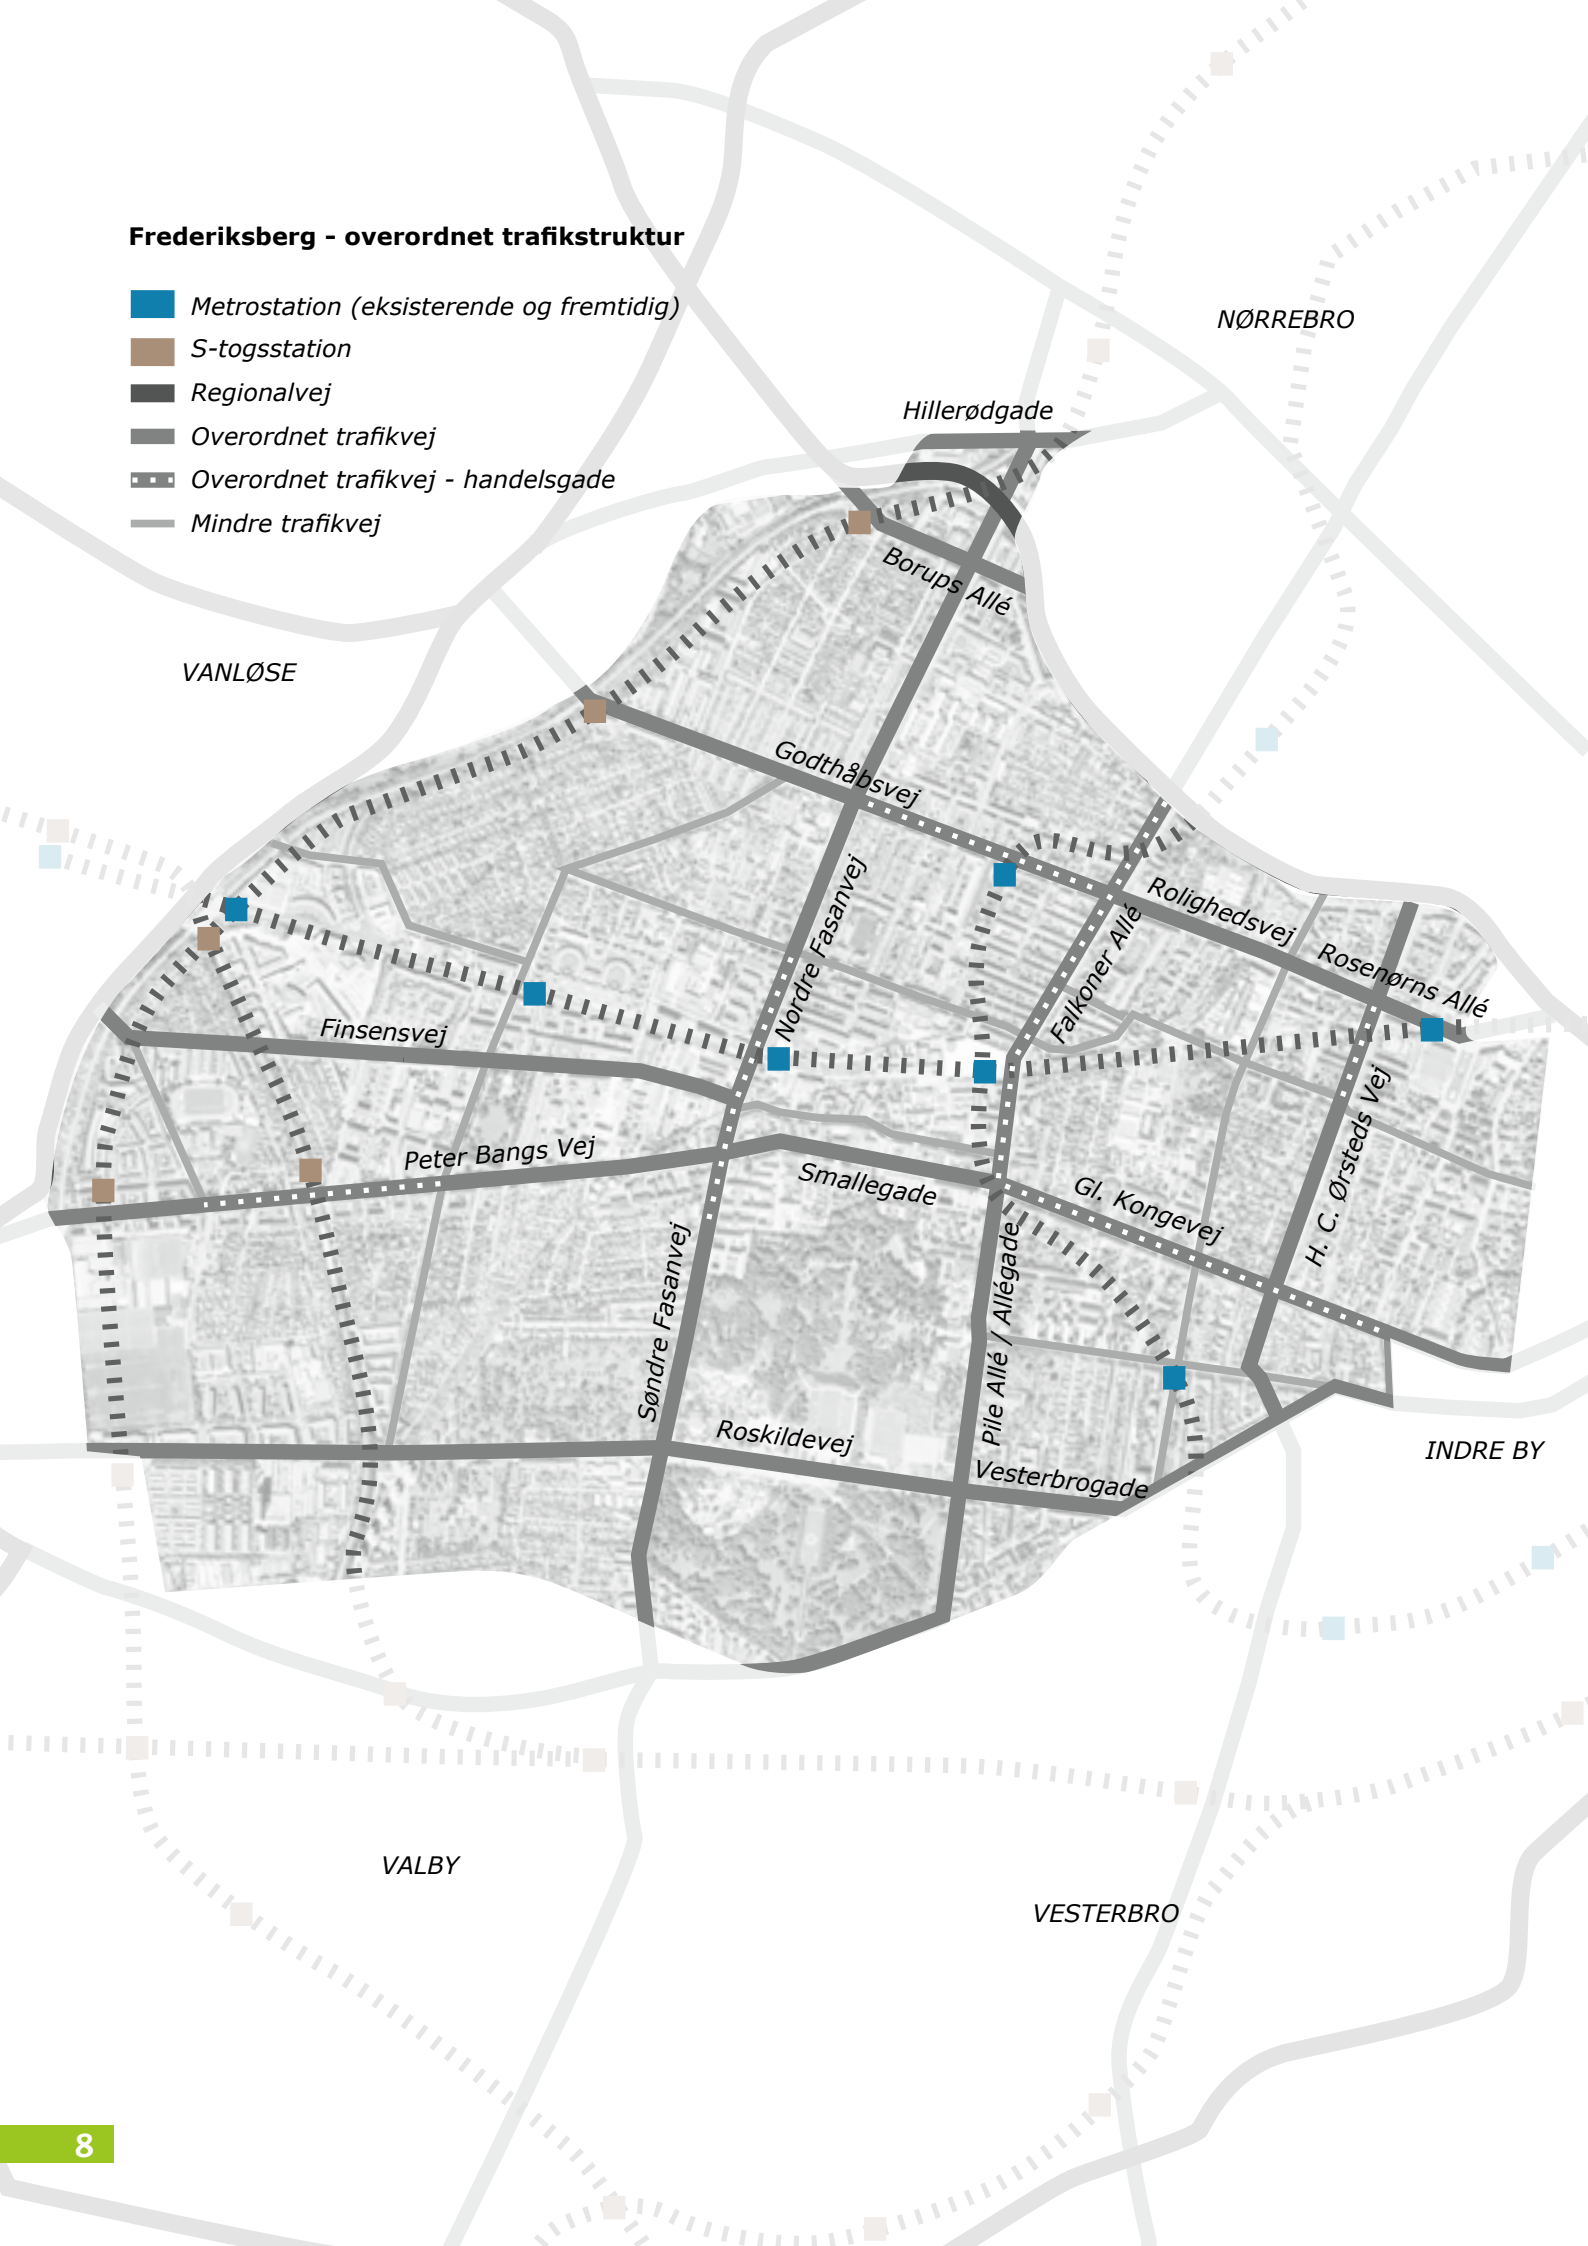 Frederiksberg - overordnet trafikstruktur
Metrostation (eksisterende og fremtidig)
S-togsstation
Regionalvej
Overordnet trafikvej
Overordnet trafikvej - handelsgade
Mindre trafikvej
NØRREBRO
Hillerødgade
Borups Allé
VANLØSE
Godthåbsvej
Nordre Fasanvej
Rolighedsvej
Falkoner Allé
Rosenørns Allé
Finsensvej
H. C. Ørsteds Vej
Peter Bangs Vej
Smallegade
Gl. Kongevej
Søndre Fasanvej
Pile Allé / Allégade
Roskildevej
INDRE BY
Vesterbrogade
VALBY
VESTERBRO
8